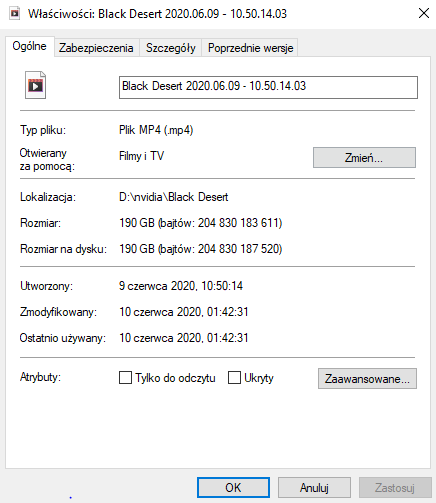 Właściwości: Black Desert 2020.06.09 - 10.50.14.03
Ogólne Zabezpieczenia Szczegóły Poprzednie wersje
Black Desert 2020.06.09 - 10.50.14.03
Typ pliku: Plik MP4 (.mp4)
Otwierany za pomocą: Filmy i TV Zmień...
Lokalizacja: D:\nvidia\Black Desert
Rozmiar: 190 GB (bajtów: 204 830 183 611)
Rozmiar na dysku: 190 GB (bajtów: 204 830 187 520)
Utworzony: 9 czerwca 2020, 10:50:14
Zmodyfikowany: 10 czerwca 2020, 01:42:31
Ostatnio używany: 10 czerwca 2020, 01:42:31
Atrybuty: Tylko do odczytu Ukryty Zaawansowane...
OK Anuluj Zastosuj